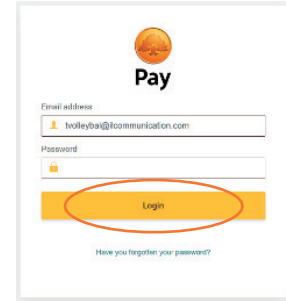 Pay
Email address
tvolleybal@ilcommunication.com
Password
Login
Have you forgotten your password?